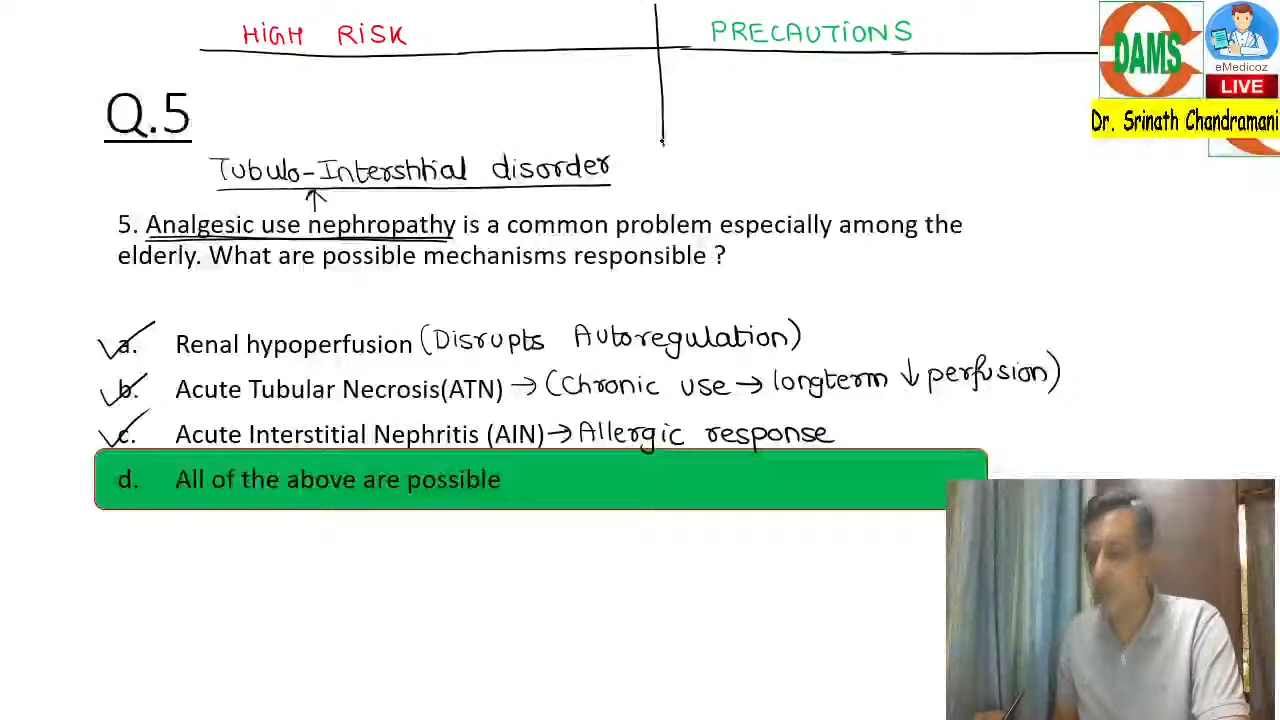 HIGH RISK
PRECAUTIONS
DAMS
eMedicoz
LIVE
Dr. Srinath Chandramani
Q.5
Tubulo-Interstitial disorder
5. Analgesic use nephropathy is a common problem especially among the
elderly. What are possible mechanisms responsible ?
a. Renal hypoperfusion (Disrupts Autoregulation)
b. Acute Tubular Necrosis(ATN) → (Chronic use → longterm ↓ perfusion)
c. Acute Interstitial Nephritis (AIN) → Allergic response
d. All of the above are possible